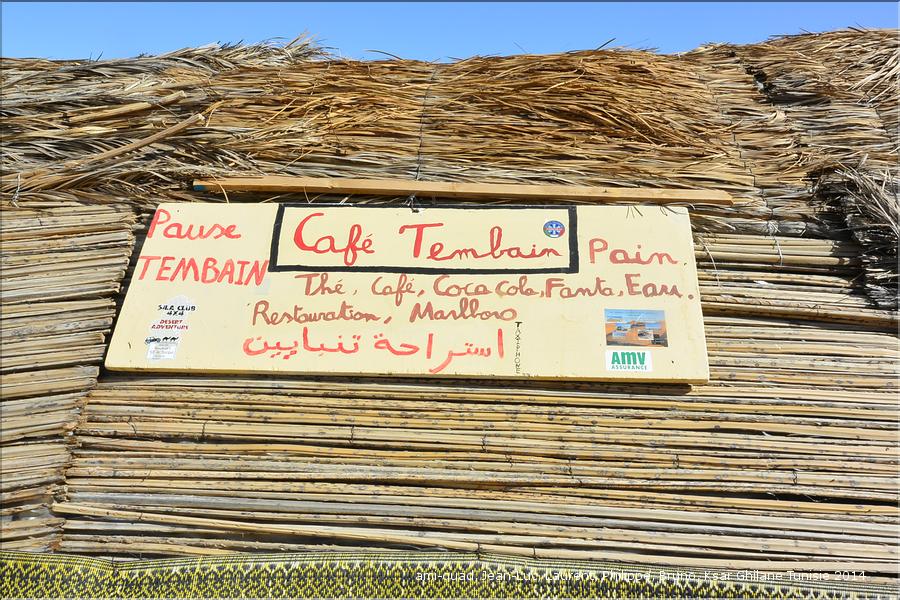 Pause
TEMBAIN
Café Tembain
Pain.
Thé, Café, Coca Cola, Fanta, Eau.
Restauration, Marlboro
استراحة تنبايين
SILA CLUB
4X4
DESERT
ADVENTURE
AMV
ASSURANCE
ami-quad, Jean-Luc, Laurent, Philippe, Bruno, Ksar Ghilane Tunisie 2014